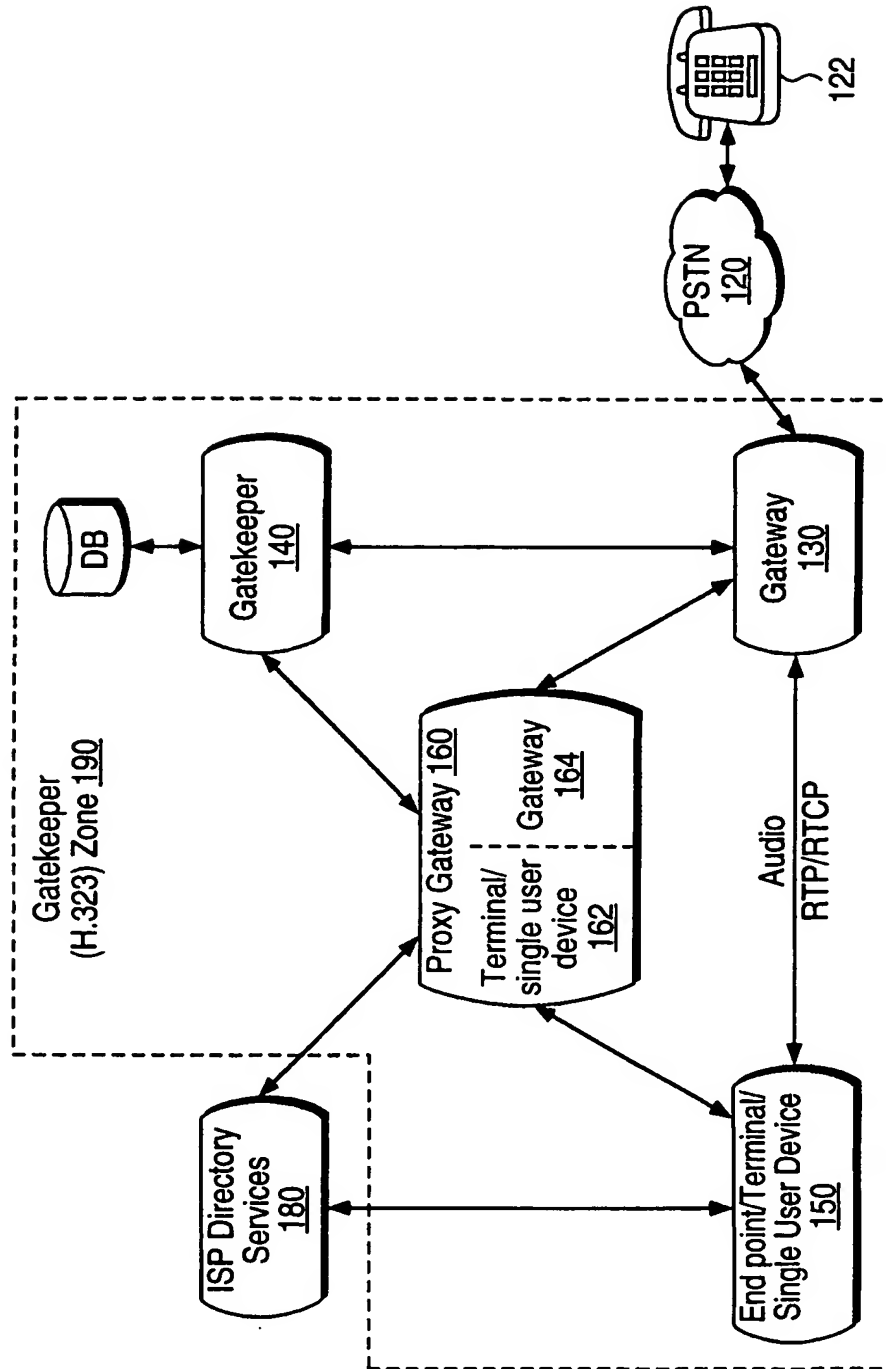 Gatekeeper
(H.323) Zone 190
DB
ISP Directory
Services
180
Gatekeeper
140
Proxy Gateway 160
Terminal/
single user
device
162
Gateway
164
PSTN
120
122
End point/Terminal/
Single User Device
150
Audio
RTP/RTCP
Gateway
130